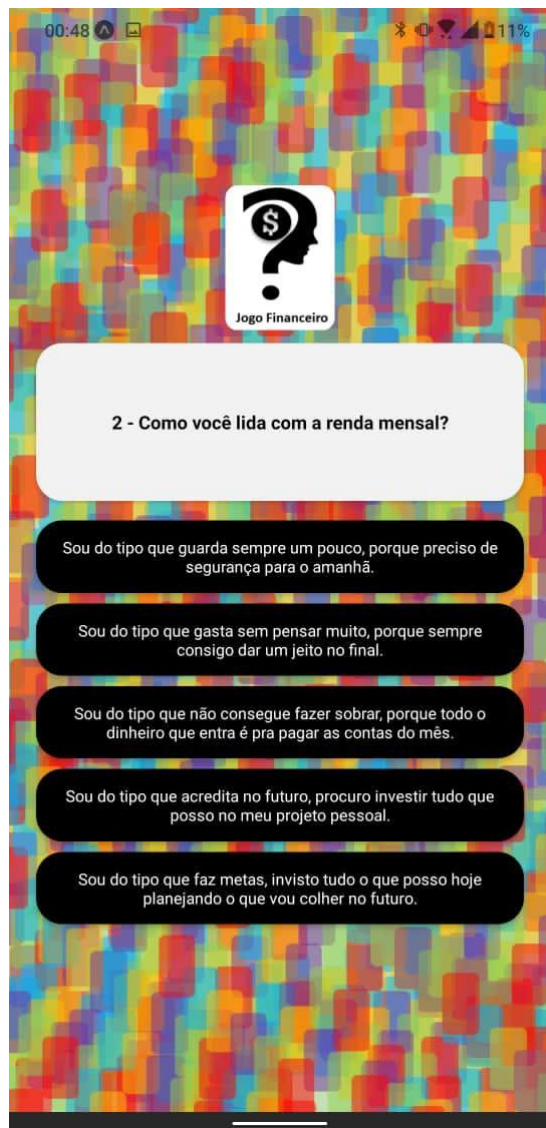 00:48
11%
$
Jogo Financeiro
2 - Como você lida com a renda mensal?
Sou do tipo que guarda sempre um pouco, porque preciso de
segurança para o amanhã.
Sou do tipo que gasta sem pensar muito, porque sempre
consigo dar um jeito no final.
Sou do tipo que não consegue fazer sobrar, porque todo o
dinheiro que entra é pra pagar as contas do mês.
Sou do tipo que acredita no futuro, procuro investir tudo que
posso no meu projeto pessoal.
Sou do tipo que faz metas, invisto tudo o que posso hoje
planejando o que vou colher no futuro.